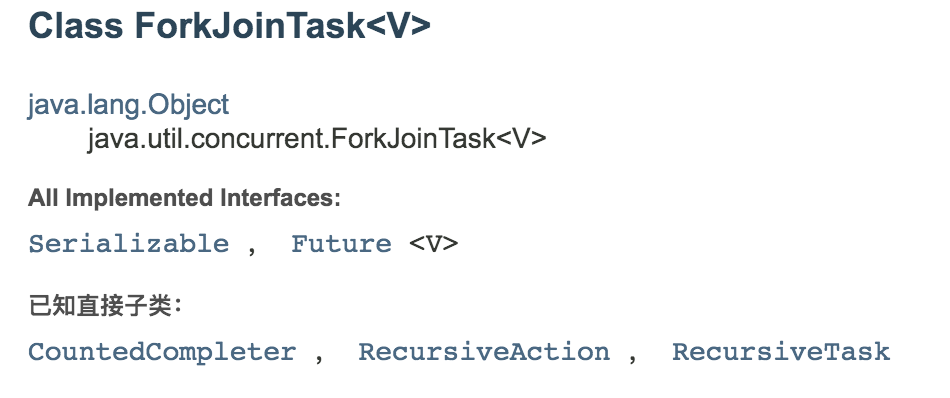 Class ForkJoinTask<V>
java.lang.Object
java.util.concurrent.ForkJoinTask<V>
All Implemented Interfaces:
Serializable , Future <V>
已知直接子类：
CountedCompleter , RecursiveAction , RecursiveTask